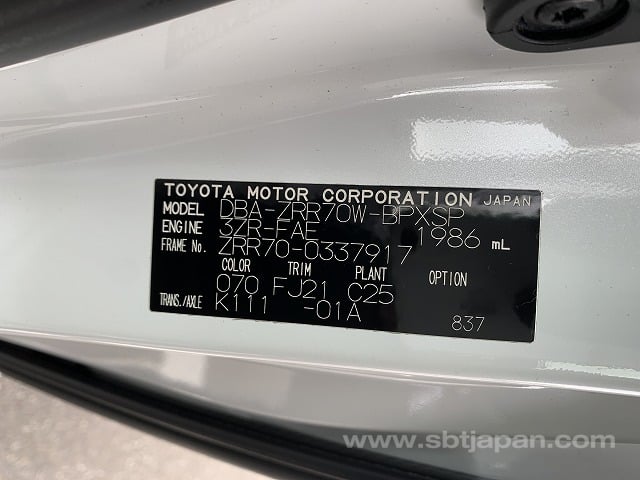 TOYOTA MOTOR CORPORATION JAPAN
MODEL DBA-ZRR70W-BPXSP
ENGINE 3ZR-FAE 1986 mL
FRAME No. ZRR70-0337917
COLOR TRIM PLANT OPTION
070 FJ21 C25
TRANS./AXLE K111 -01A
837
www.sbtjapan.com